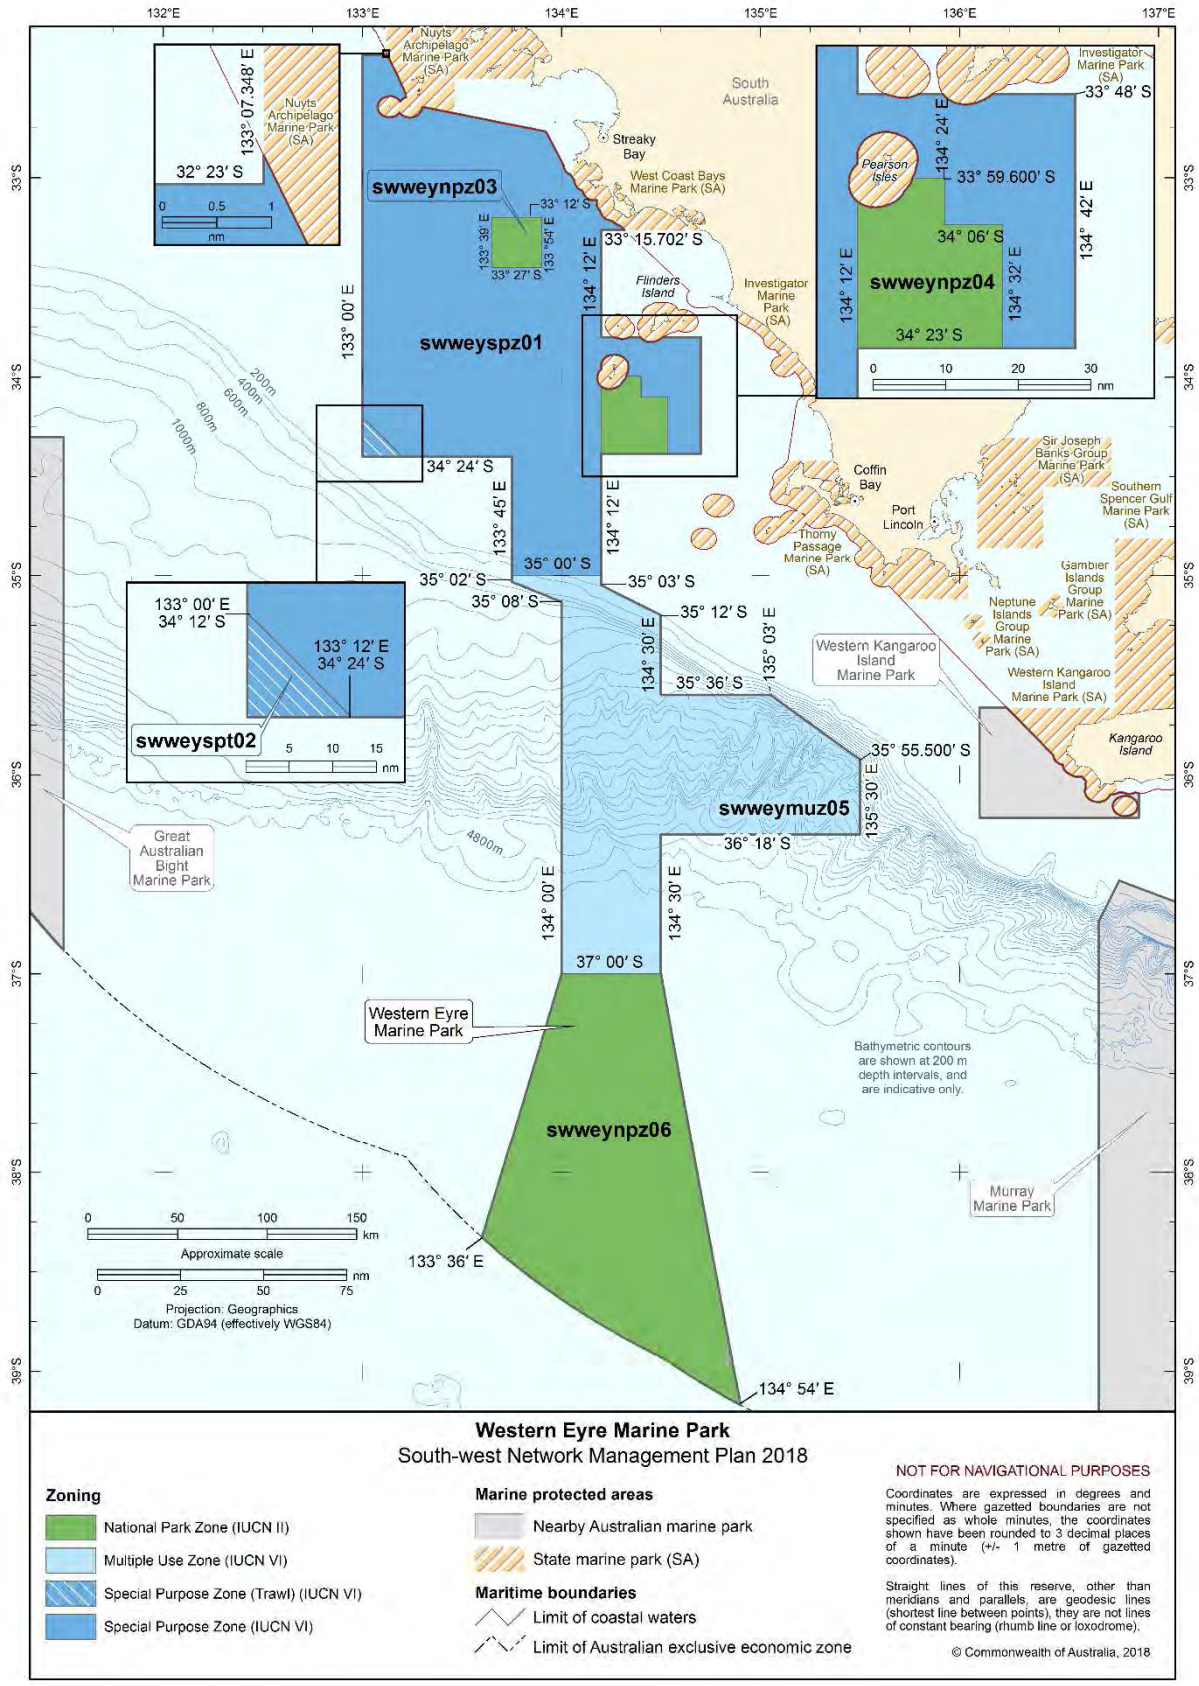 132°E
133°E
134°E
135°E
136°E
137°E
Nuyts
Archipelago
Marine Park
(SA)
133° 07.348′ E
Nuyts
Archipelago
Marine Park
(SA)
32° 23′ S
0
0.5
1
nm
South
Australia
Streaky
Bay
West Coast Bays
Marine Park (SA)
Investigator
Marine Park
(SA)
33° 48′ S
134° 24′ E
Pearson
Isles
33° 59.600′ S
134° 42′ E
34° 06′ S
134° 12′ E
swweynpz04
134° 32′ E
34° 23′ S
0
10
20
30
nm
33°S
33°S
swweynpz03
33° 12′ S
133° 39′ E
133° 54′ E
33° 27′ S
134° 12′ E
33° 15.702′ S
Flinders
Island
Investigator
Marine
Park
(SA)
133° 00′ E
swweyspz01
34°S
34°S
200m
400m
600m
800m
1000m
34° 24′ S
133° 45′ E
134° 12′ E
Coffin
Bay
Port
Lincoln
Sir Joseph
Banks Group
Marine Park
(SA)
Southern
Spencer Gulf
Marine Park
(SA)
Thorny
Passage
Marine Park
(SA)
Gambier
Islands
Group
Marine
Park
(SA)
Neptune
Islands
Group
Marine
Park (SA)
35°S
35°S
35° 00′ S
35° 02′ S
35° 03′ S
35° 08′ S
35° 12′ S
133° 00′ E
34° 12′ S
133° 12′ E
34° 24′ S
swweyspt02
5
10
15
nm
134° 30′ E
135° 03′ E
35° 36′ S
Western Kangaroo
Island
Marine Park
Western Kangaroo
Island
Marine Park (SA)
Kangaroo
Island
36°S
36°S
35° 55.500′ S
135° 30′ E
swweymuz05
36° 18′ S
4800m
Great
Australian
Bight
Marine Park
134° 00′ E
134° 30′ E
37°S
37°S
37° 00′ S
Western Eyre
Marine Park
Bathymetric contours
are shown at 200 m
depth intervals, and
are indicative only.
swweynpz06
38°S
38°S
Murray
Marine Park
0
50
100
150
km
Approximate scale
nm
0
25
50
75
Projection: Geographics
Datum: GDA94 (effectively WGS84)
133° 36′ E
39°S
39°S
134° 54′ E
Western Eyre Marine Park
South-west Network Management Plan 2018
Zoning
National Park Zone (IUCN II)
Multiple Use Zone (IUCN VI)
Special Purpose Zone (Trawl) (IUCN VI)
Special Purpose Zone (IUCN VI)
Marine protected areas
Nearby Australian marine park
State marine park (SA)
Maritime boundaries
Limit of coastal waters
Limit of Australian exclusive economic zone
NOT FOR NAVIGATIONAL PURPOSES
Coordinates are expressed in degrees and
minutes. Where gazetted boundaries are not
specified as whole minutes, the coordinates
shown have been rounded to 3 decimal places
of a minute (+/- 1 metre of gazetted
coordinates).
Straight lines of this reserve, other than
meridians and parallels, are geodesic lines
(shortest line between points), they are not lines
of constant bearing (rhumb line or loxodrome).
© Commonwealth of Australia, 2018